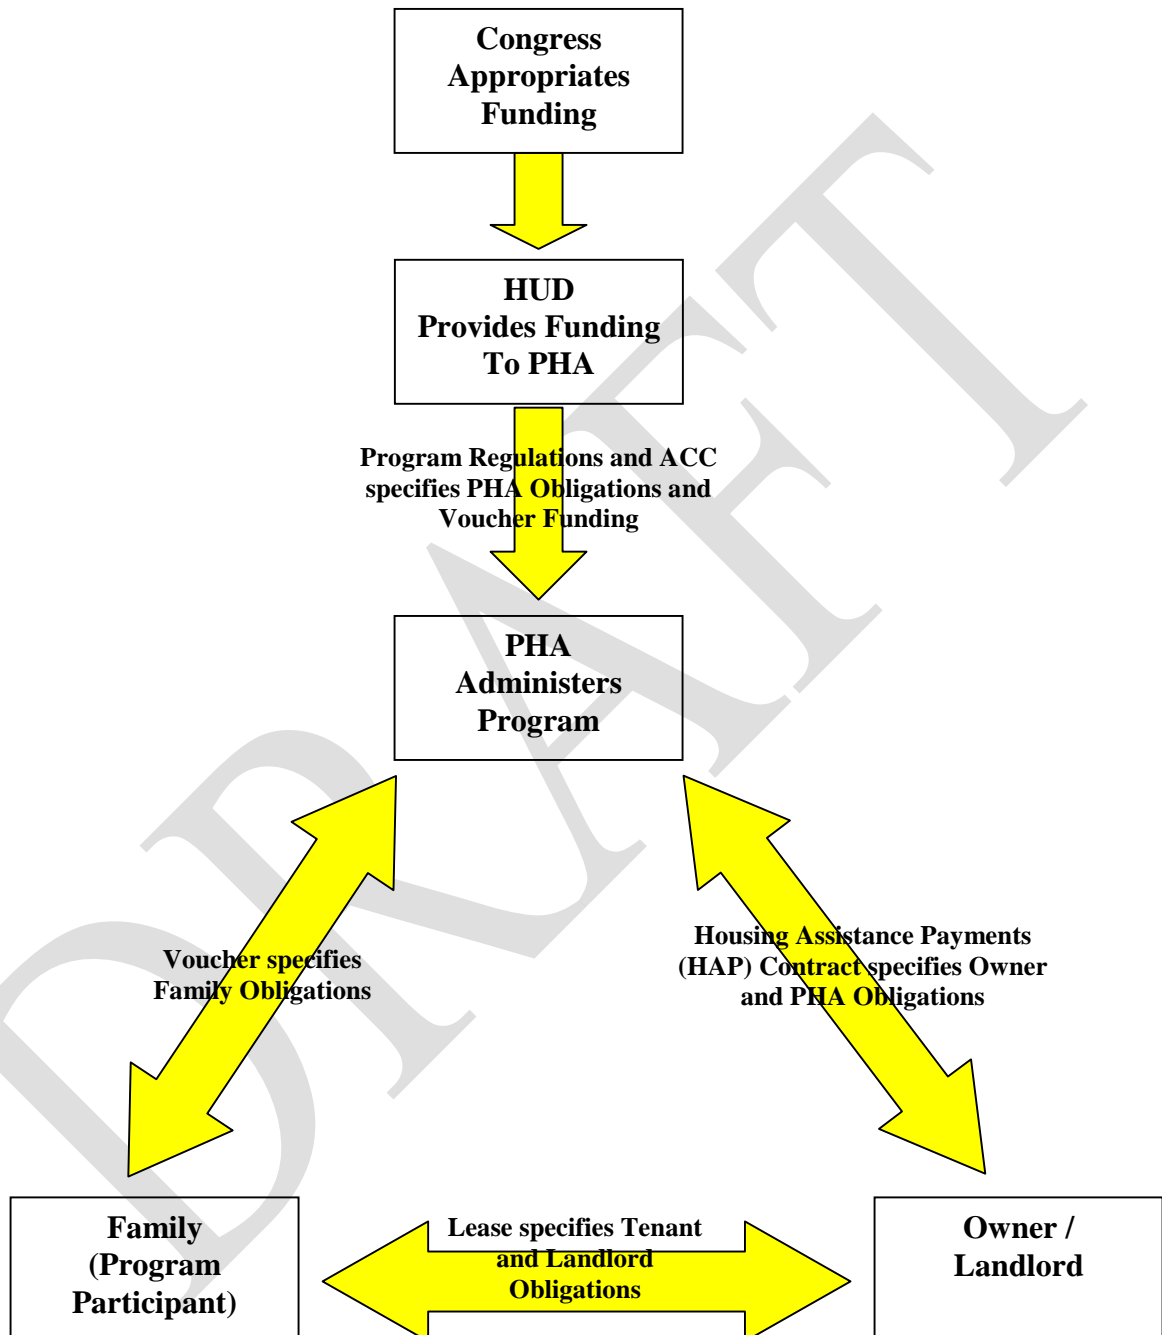 Congress
Appropriates
Funding
HUD
Provides Funding
To PHA
Program Regulations and ACC
specifies PHA Obligations and
Voucher Funding
PHA
Administers
Program
Voucher specifies
Family Obligations
Housing Assistance Payments
(HAP) Contract specifies Owner
and PHA Obligations
Family
(Program
Participant)
Lease specifies Tenant
and Landlord
Obligations
Owner /
Landlord
DRAFT